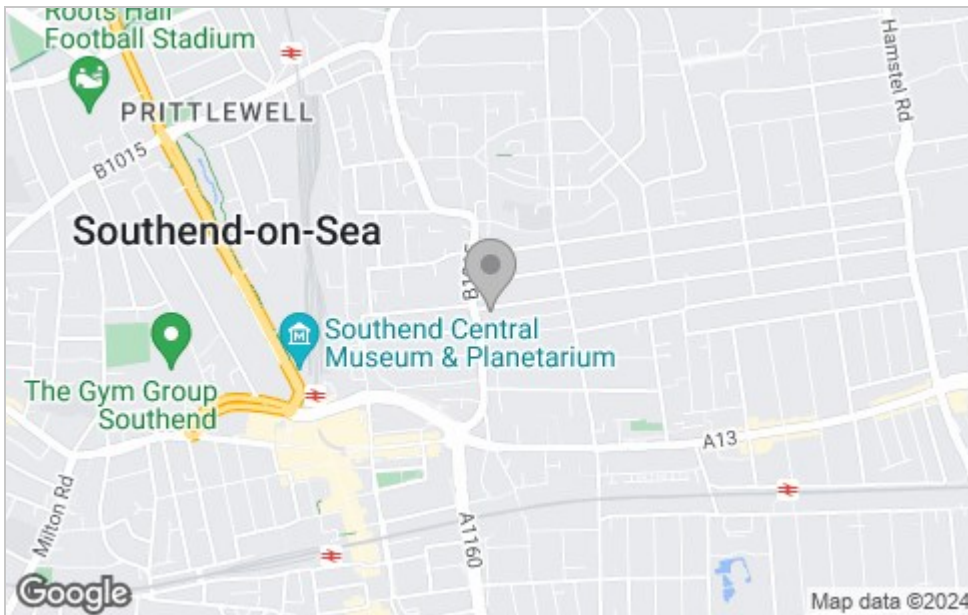 Roots Hall
Football Stadium
PRITTLEWELL
Hamstel Rd
B1015
Southend-on-Sea
Southend Central
Museum & Planetarium
The Gym Group
Southend
A13
Milton Rd
A1160
Google
Map data ©2024